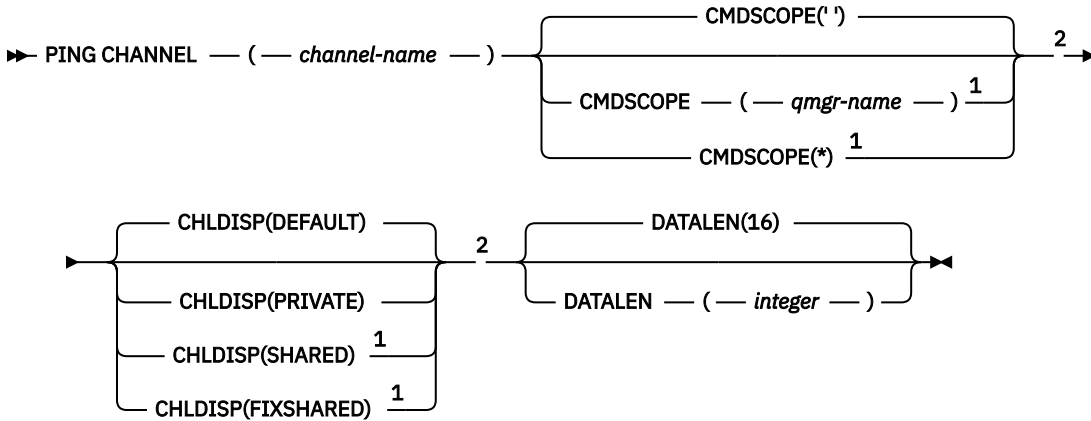 CMDSCOPE(' ')
PING CHANNEL ( channel-name ) 2
CMDSCOPE ( qmgr-name ) 1
CMDSCOPE(*) 1
CHLDISP(DEFAULT) 2 DATALEN(16)
CHLDISP(PRIVATE) DATALEN ( integer )
CHLDISP(SHARED) 1
CHLDISP(FIXSHARED) 1